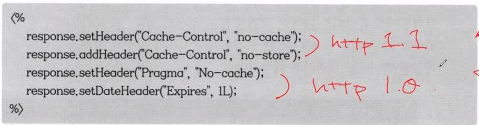 <%
response.setHeader("Cache-Control", "no-cache");
response.addHeader("Cache-Control", "no-store"); ) http 1.1
response.setHeader("Pragma", "No-cache");
response.setDateHeader("Expires", 1L); ) http 1.0
%>